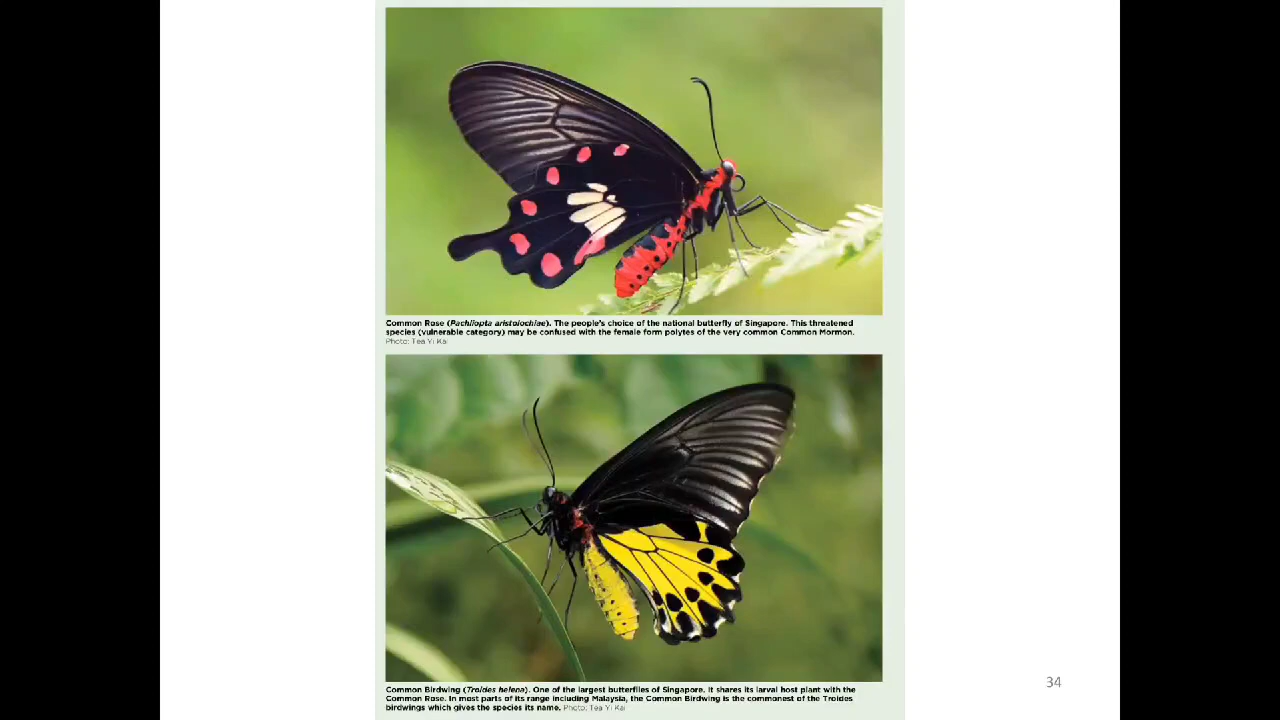 Common Rose (Pachliopta aristolochiae). The people's choice of the national butterfly of Singapore. This threatened
species (vulnerable category) may be confused with the female form polytes of the very common Common Mormon.
Photo: Tea Yi Kai
Common Birdwing (Troides helena). One of the largest butterflies of Singapore. It shares its larval host plant with the
Common Rose. In most parts of its range including Malaysia, the Common Birdwing is the commonest of the Troides
birdwings which gives the species its name. Photo: Tea Yi Kai
34